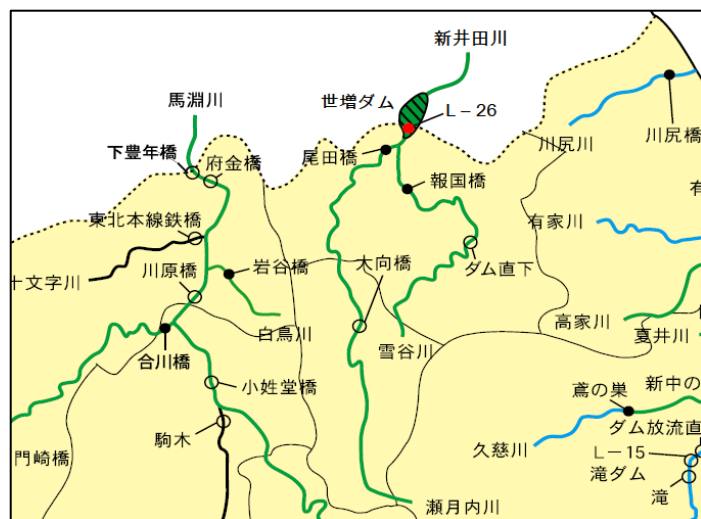 新井田川
世増ダム
L－26
馬淵川
川尻橋
川尻川
下豊年橋
府金橋
尾田橋
報国橋
東北本線鉄橋
有家川
有
十文字川
川原橋
岩谷橋
大向橋
ダム直下
白鳥川
雪谷川
高家川
夏井川
合川橋
小姓堂橋
鳶の巣
新中の
駒木
ダム放流直
門崎橋
久慈川
L－15
滝ダム
滝
瀬月内川